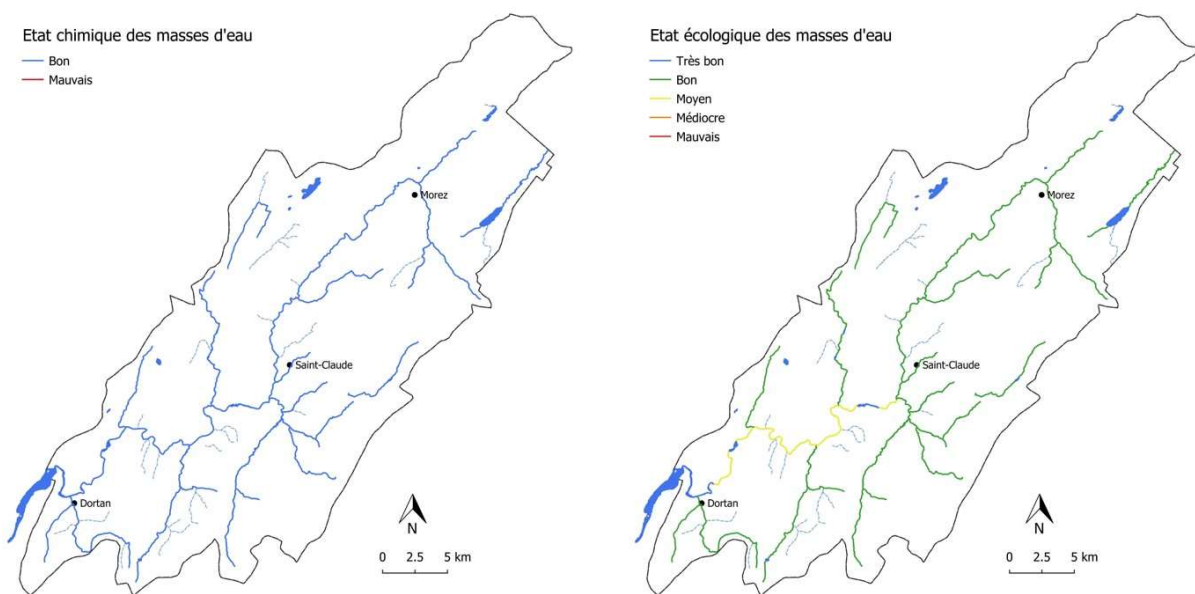 Etat chimique des masses d'eau
Bon
Mauvais
Morez
Saint-Claude
Dortan
N
0 2.5 5 km
Etat écologique des masses d'eau
Très bon
Bon
Moyen
Médiocre
Mauvais
Morez
Saint-Claude
Dortan
N
0 2.5 5 km